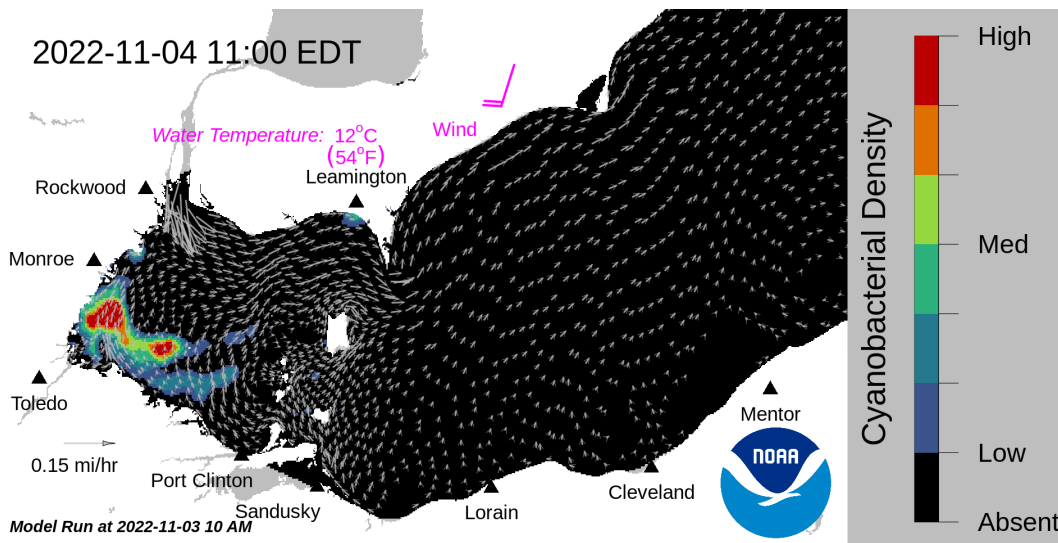 2022-11-04 11:00 EDT
High
Wind
Water Temperature: 12°C
(54°F)
Leamington
Rockwood
Monroe
Med
Cyanobacterial Density
Toledo
Mentor
0.15 mi/hr
NOAA
Low
Port Clinton
Cleveland
Sandusky
Lorain
Model Run at 2022-11-03 10 AM
Absent